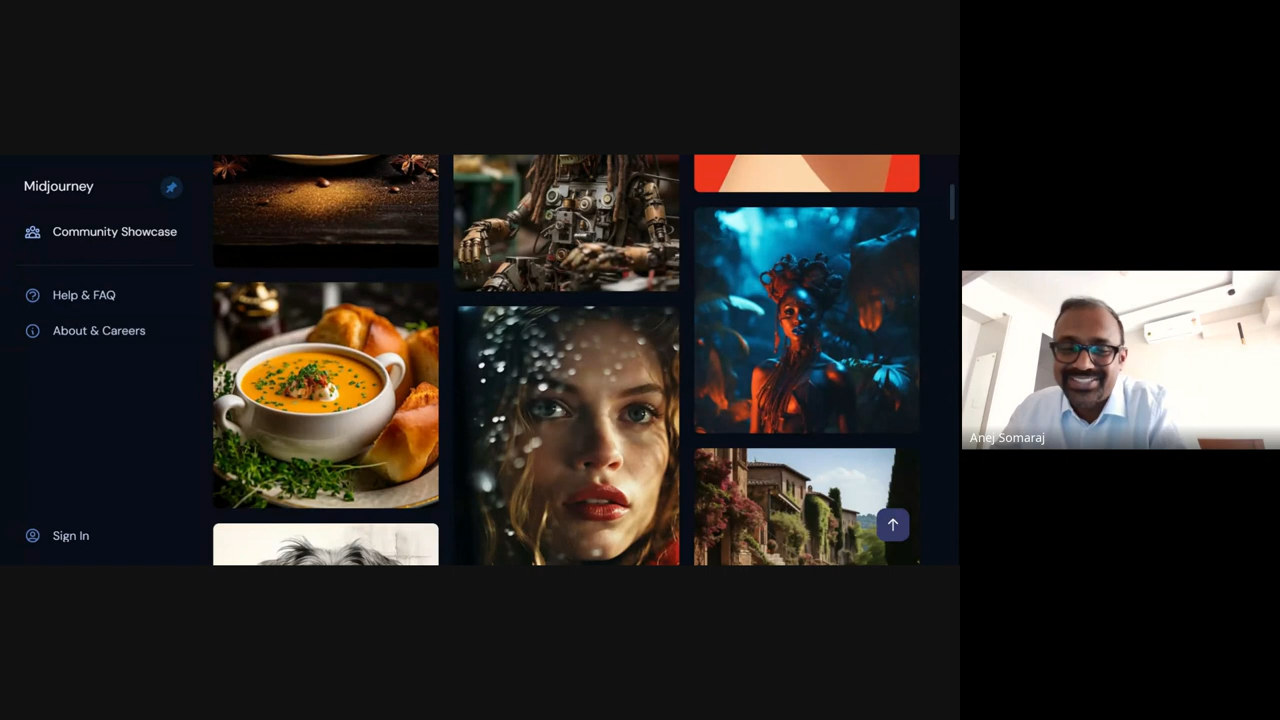 Midjourney
Community Showcase
Help & FAQ
About & Careers
Sign In
Anej Somaraj